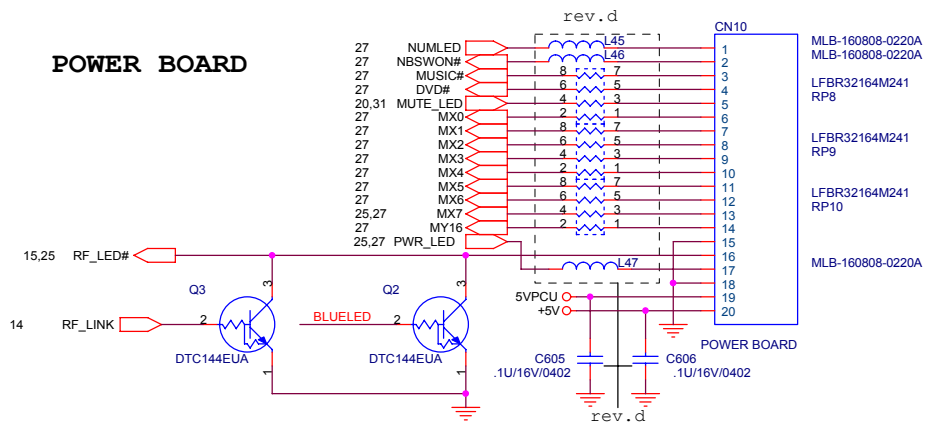 rev.d
CN10
POWER BOARD
27 NUMLED L45 1 MLB-160808-0220A
27 NBSWON# L46 2 MLB-160808-0220A
27 MUSIC# 8 7 3
27 DVD# 6 5 4 LFBR32164M241
20,31 MUTE_LED 4 3 5 RP8
27 MX0 2 1 6
27 MX1 8 7 7
27 MX2 6 5 8 LFBR32164M241
27 MX3 4 3 9 RP9
27 MX4 2 1 10
27 MX5 8 7 11
27 MX6 6 5 12 LFBR32164M241
25,27 MX7 4 3 13 RP10
27 MY16 2 1 14
25,27 PWR_LED 15
15,25 RF_LED# 16
L47 17 MLB-160808-0220A
18
5VPCU 19
+5V 20
Q3 3
Q2 3
14 RF_LINK 2
BLUELED 2
POWER BOARD
DTC144EUA 1
DTC144EUA 1
C605
.1U/16V/0402
C606
.1U/16V/0402
rev.d